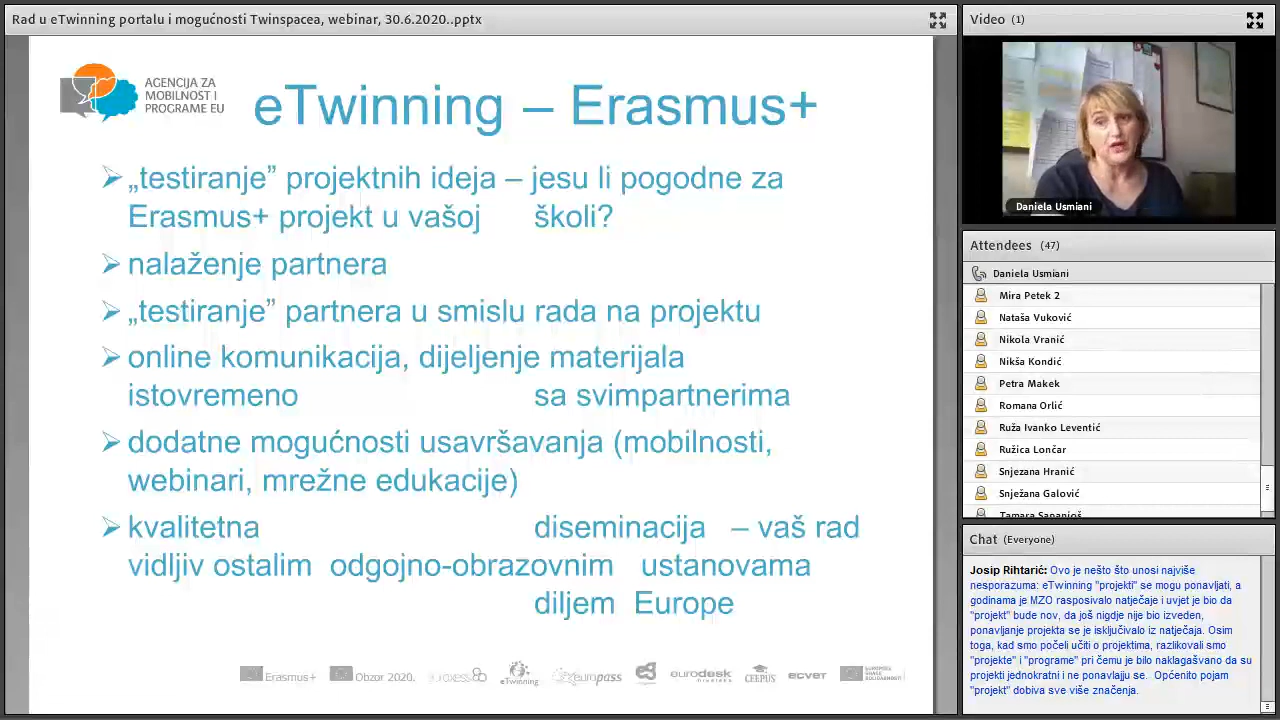 Rad u eTwinning portalu i mogućnosti Twinspacea, webinar, 30.6.2020..pptx
AGENCIJA ZA
MOBILNOST I
PROGRAME EU
eTwinning – Erasmus+
„testiranje” projektnih ideja – jesu li pogodne za
Erasmus+ projekt u vašoj školi?
nalaženje partnera
„testiranje” partnera u smislu rada na projektu
online komunikacija, dijeljenje materijala
istovremeno sa svimpartnerima
dodatne mogućnosti usavršavanja (mobilnosti,
webinari, mrežne edukacije)
kvalitetna diseminacija – vaš rad
vidljiv ostalim odgojno-obrazovnim ustanovama
diljem Europe
Erasmus+ Obzor 2020. eTwinning europass eurodesk CEEPUS ecvet
Video (1)
Daniela Usmiani
Attendees (47)
Daniela Usmiani
Mira Petek 2
Nataša Vuković
Nikola Vranić
Nikša Kondić
Petra Makek
Romana Orlić
Ruža Ivanko Leventić
Ružica Lončar
Snjezana Hranić
Snježana Galović
Chat (Everyone)
Josip Rihtarić: Ovo je nešto što unosi najviše
nesporazuma: eTwinning "projekti" se mogu ponavljati, a
godinama je MZO rasposivalo natječaje i uvjet je bio da
"projekt" bude nov, da još nigdje nije bio izveden,
ponavljanje projekta se je isključivalo iz natječaja. Osim
toga, kad smo počeli učiti o projektima, razlikovali smo
"projekte" i "programe" pri čemu je bilo naklagašvano da su
projekti jednokratni i ne ponavlajju se. Općenito pojam
"projekt" dobiva sve više značenja.